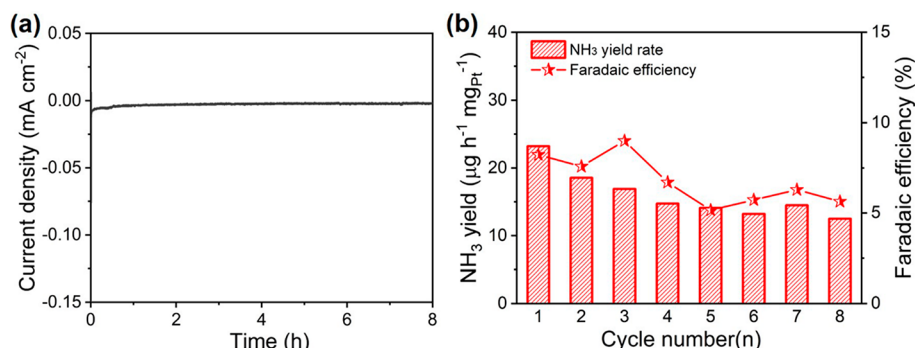 (a)
0.05
0.00
-0.05
-0.10
-0.15
Current density (mA cm⁻²)
0 2 4 6 8
Time (h)
(b)
NH₃ yield rate
Faradaic efficiency
40
30
20
10
0
NH₃ yield (μg h⁻¹ mg_Pt⁻¹)
15
10
5
0
Faradaic efficiency (%)
1 2 3 4 5 6 7 8
Cycle number(n)